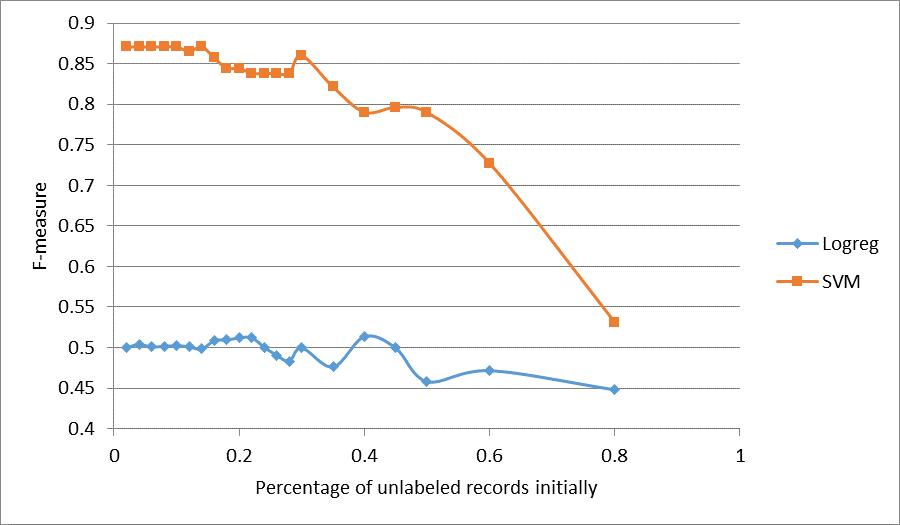 0.9
0.85
0.8
0.75
0.7
0.65
0.6
0.55
0.5
0.45
0.4
F-measure
0 0.2 0.4 0.6 0.8 1
Percentage of unlabeled records initially
Logreg
SVM